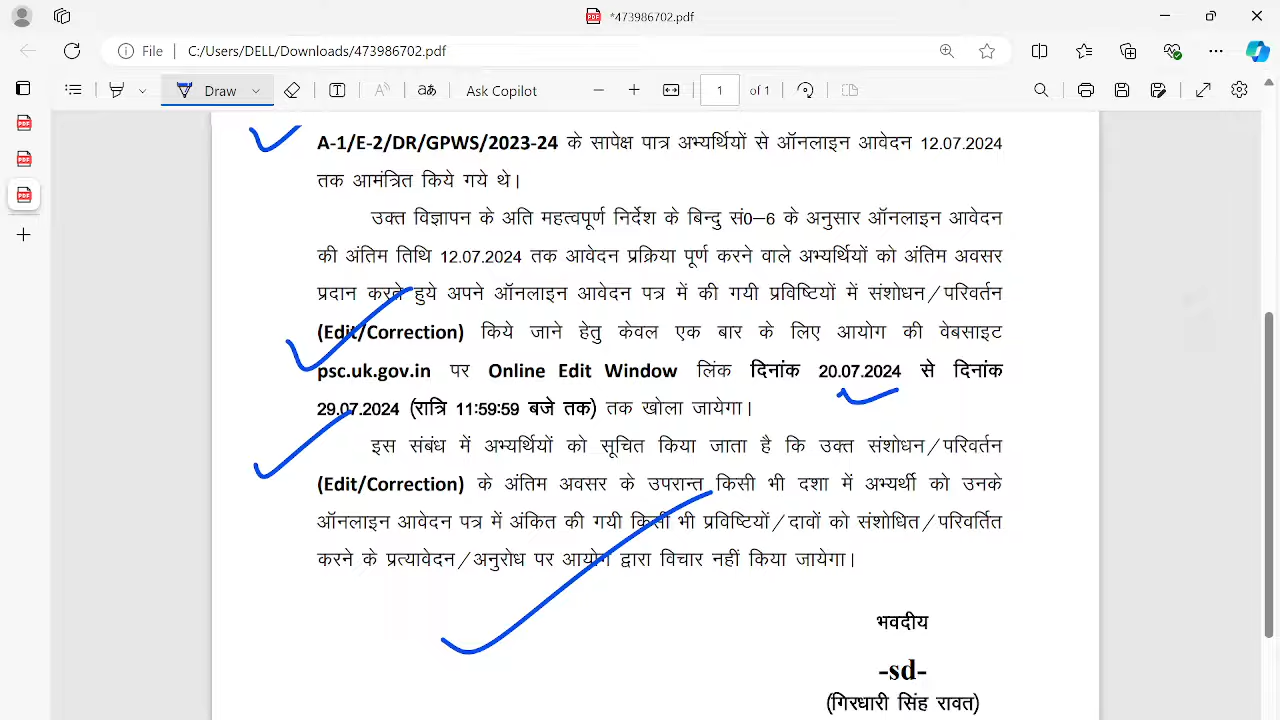 *473986702.pdf
File | C:/Users/DELL/Downloads/473986702.pdf
Draw aあ Ask Copilot 1 of 1
A-1/E-2/DR/GPWS/2023-24 के सापेक्ष पात्र अभ्यर्थियों से ऑनलाइन आवेदन 12.07.2024
तक आमंत्रित किये गये थे।
उक्त विज्ञापन के अति महत्वपूर्ण निर्देश के बिन्दु सं0–6 के अनुसार ऑनलाइन आवेदन
की अंतिम तिथि 12.07.2024 तक आवेदन प्रक्रिया पूर्ण करने वाले अभ्यर्थियों को अंतिम अवसर
प्रदान करते हुये अपने ऑनलाइन आवेदन पत्र में की गयी प्रविष्टियों में संशोधन/परिवर्तन
(Edit/Correction) किये जाने हेतु केवल एक बार के लिए आयोग की वेबसाइट
psc.uk.gov.in पर Online Edit Window लिंक दिनांक 20.07.2024 से दिनांक
29.07.2024 (रात्रि 11:59:59 बजे तक) तक खोला जायेगा।
इस संबंध में अभ्यर्थियों को सूचित किया जाता है कि उक्त संशोधन/परिवर्तन
(Edit/Correction) के अंतिम अवसर के उपरान्त किसी भी दशा में अभ्यर्थी को उनके
ऑनलाइन आवेदन पत्र में अंकित की गयी किसी भी प्रविष्टियों/दावों को संशोधित/परिवर्तित
करने के प्रत्यावेदन/अनुरोध पर आयोग द्वारा विचार नहीं किया जायेगा।
भवदीय
-sd-
(गिरधारी सिंह रावत)